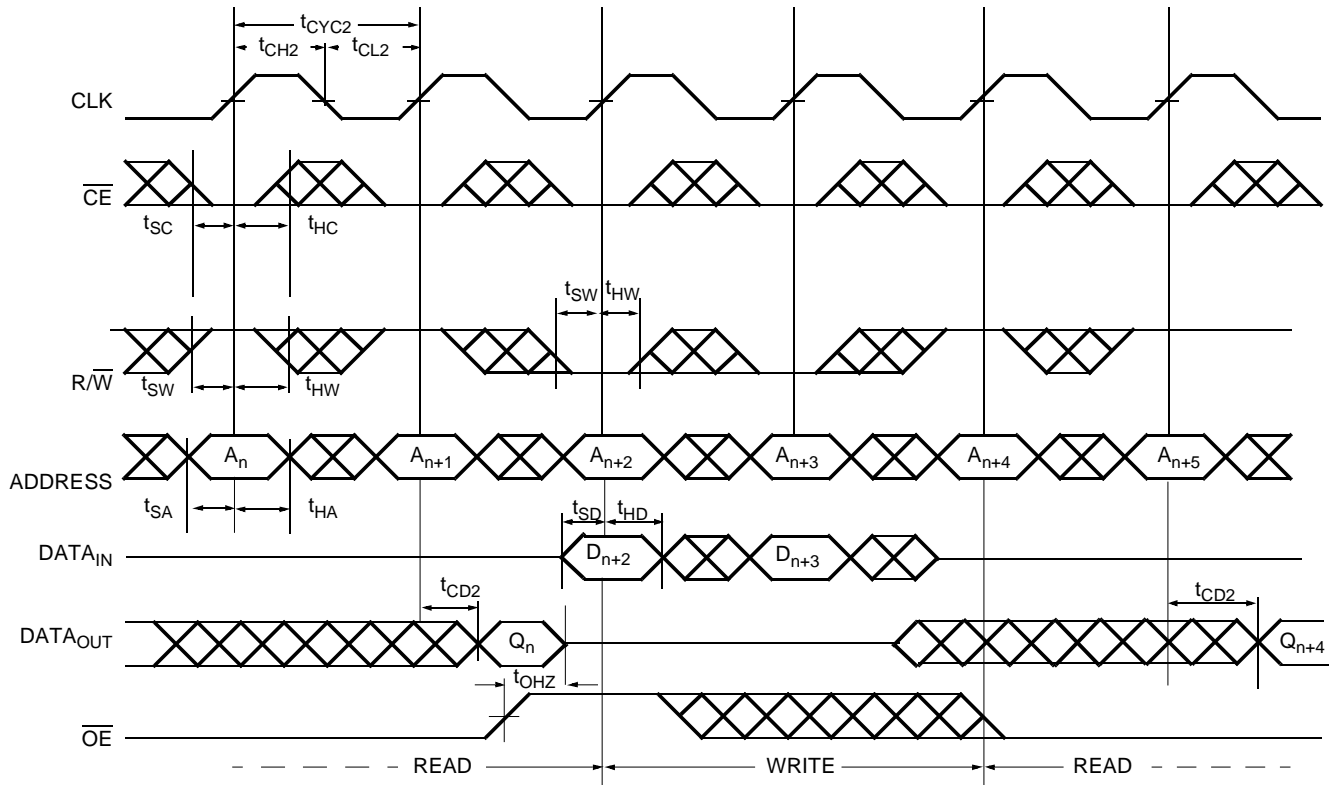 tCYC2
tCH2 tCL2
CLK
CE
tSC tHC
tSW tHW
R/W
tSW tHW
An An+1 An+2 An+3 An+4 An+5
ADDRESS
tSA tHA
tSD tHD
DATAIN
Dn+2 Dn+3
tCD2 tCD2
DATAOUT
Qn Qn+4
tOHZ
OE
READ WRITE READ